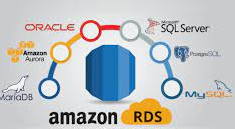 ORACLE
Microsoft
SQL Server
Amazon
Aurora
PostgreSQL
MariaDB
MySQL
amazon RDS